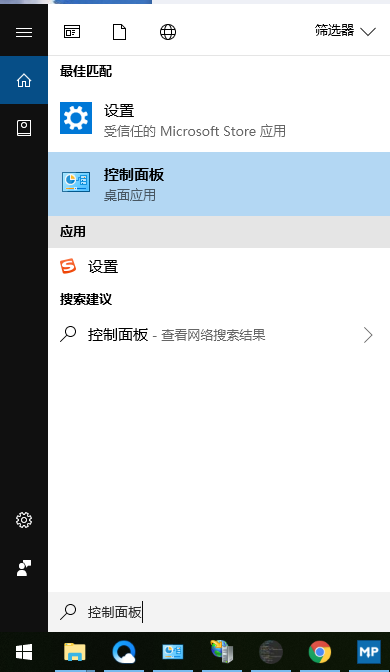 筛选器
最佳匹配
设置
受信任的 Microsoft Store 应用
控制面板
桌面应用
应用
设置
搜索建议
控制面板 - 查看网络搜索结果
控制面板
MP